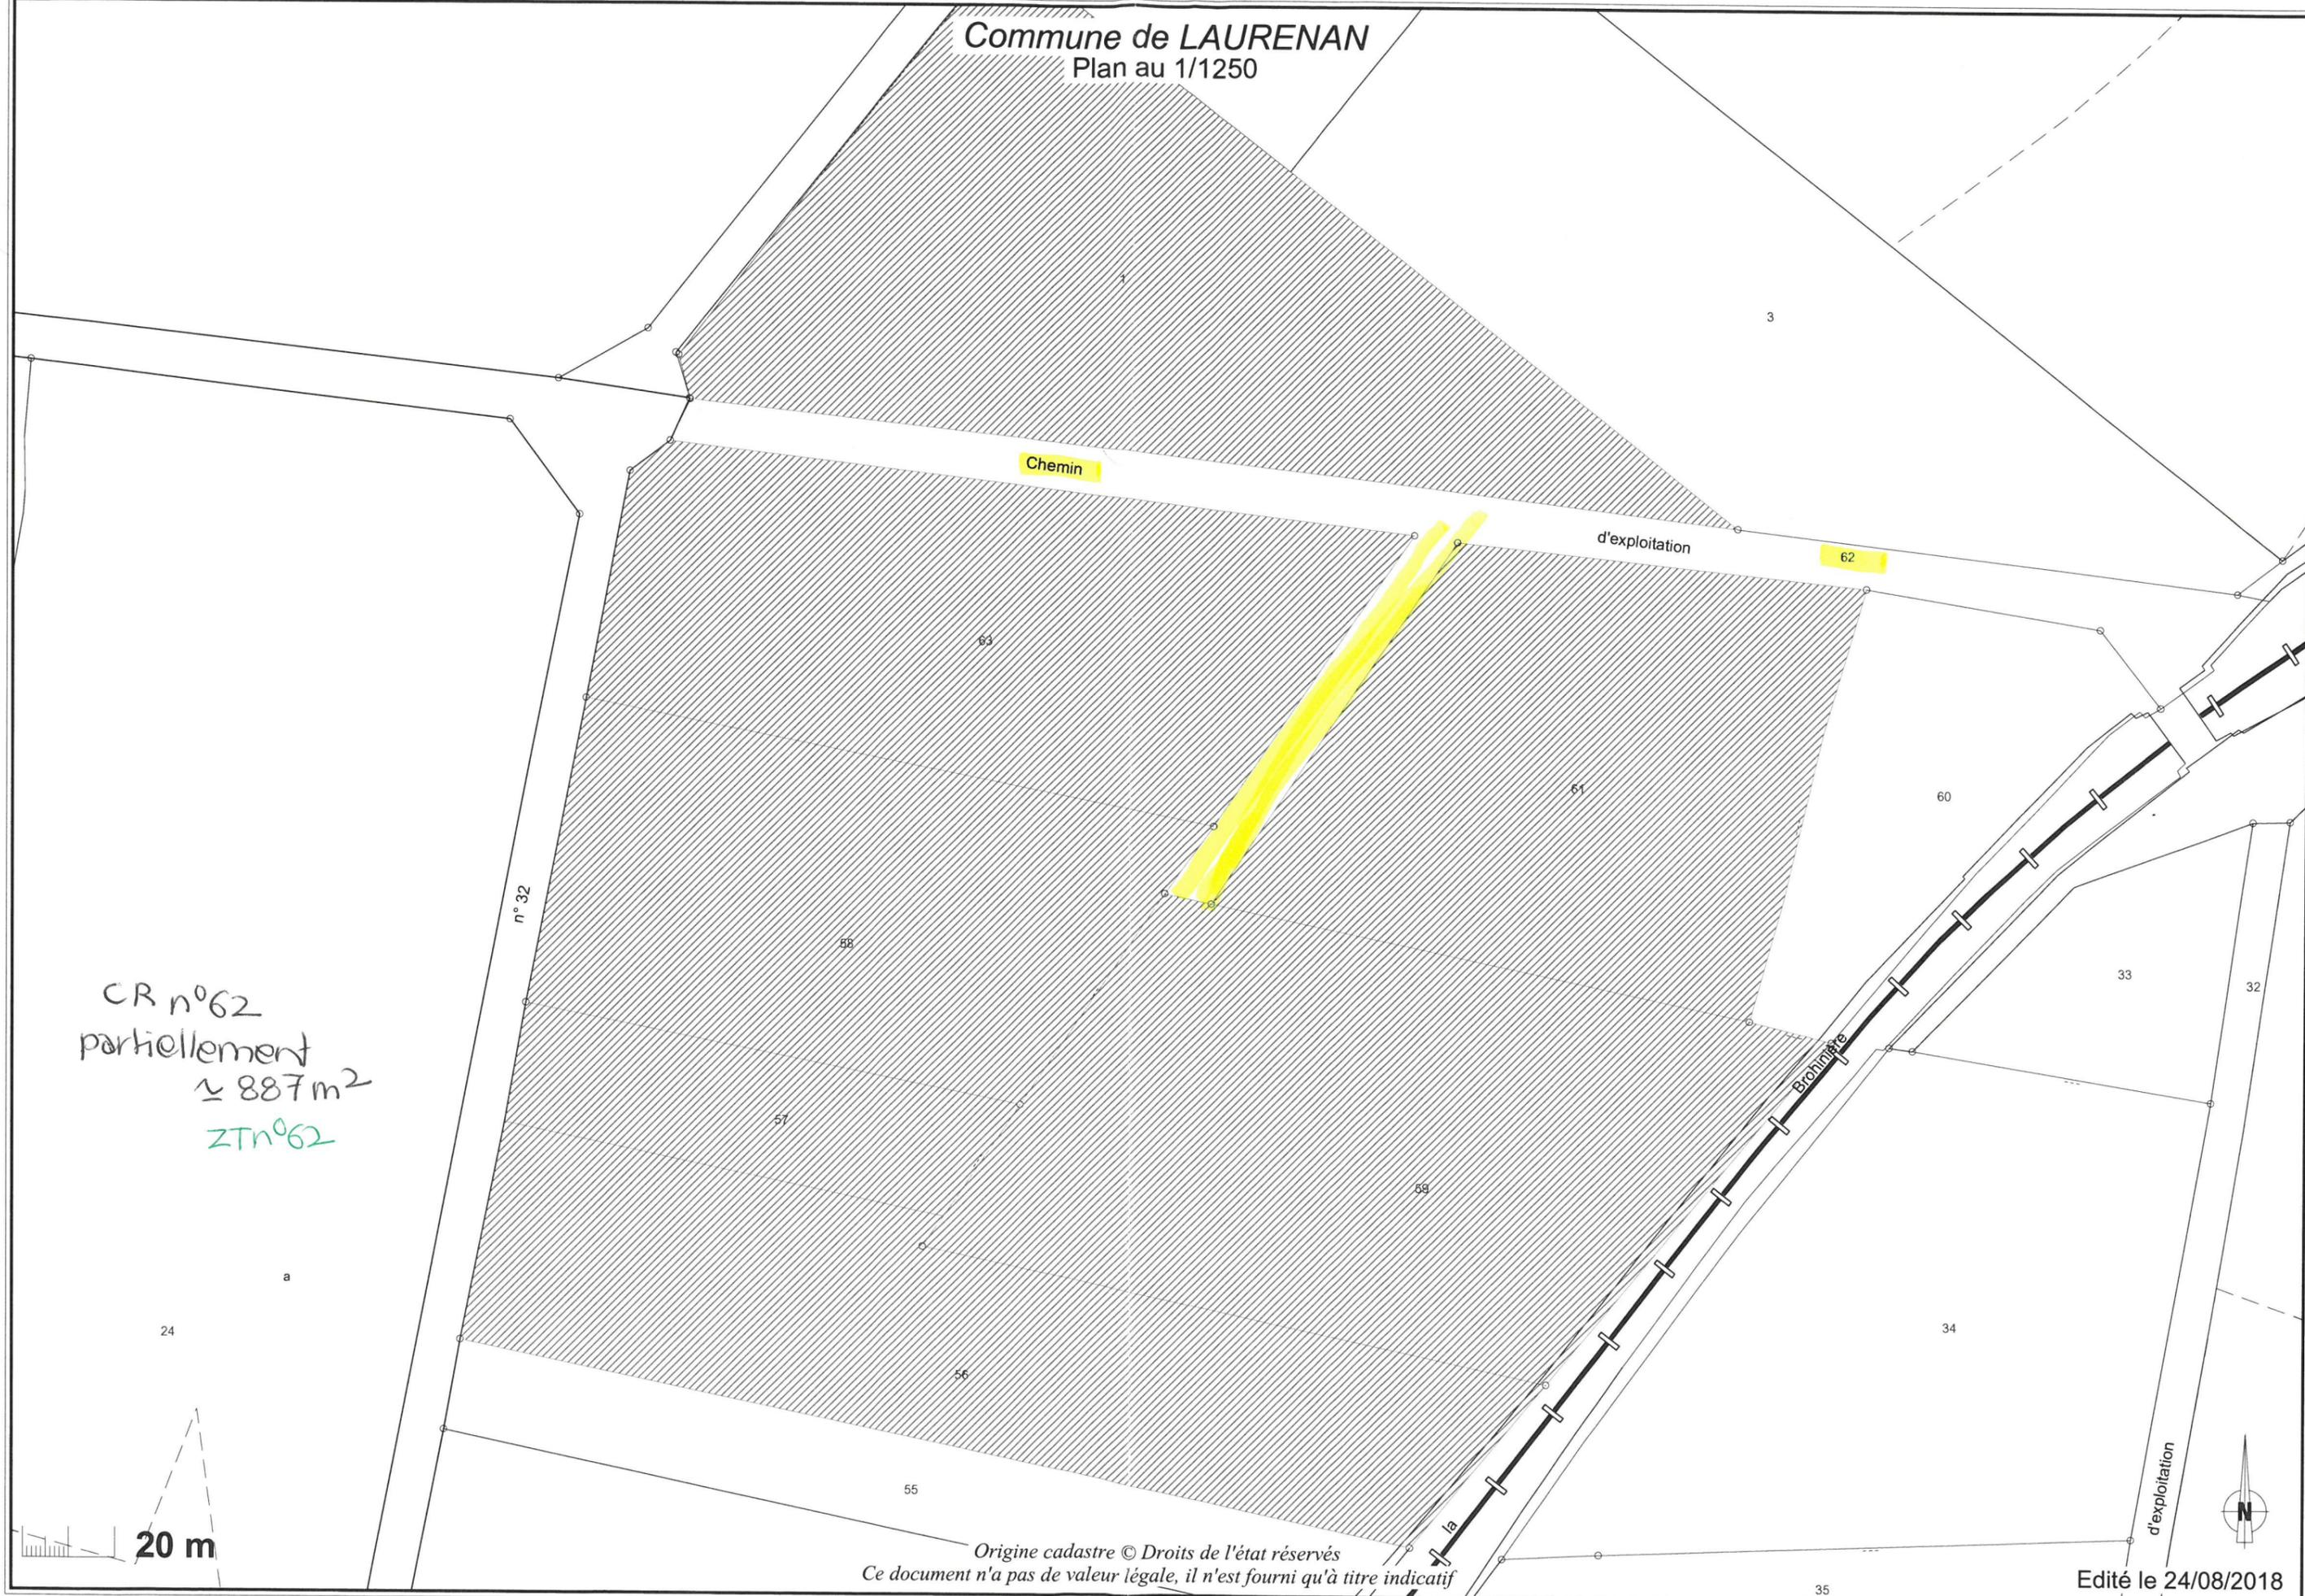 Commune de LAURENAN
Plan au 1/1250
1
3
Chemin
d'exploitation
62
63
61
60
n° 32
58
33
32
CR n°62
partiellement
≃ 887 m²
ZT n°62
Brohinière
57
59
a
24
34
56
55
la
d'exploitation
N
20 m
Origine cadastre © Droits de l'état réservés
Ce document n'a pas de valeur légale, il n'est fourni qu'à titre indicatif
35
Edité le 24/08/2018